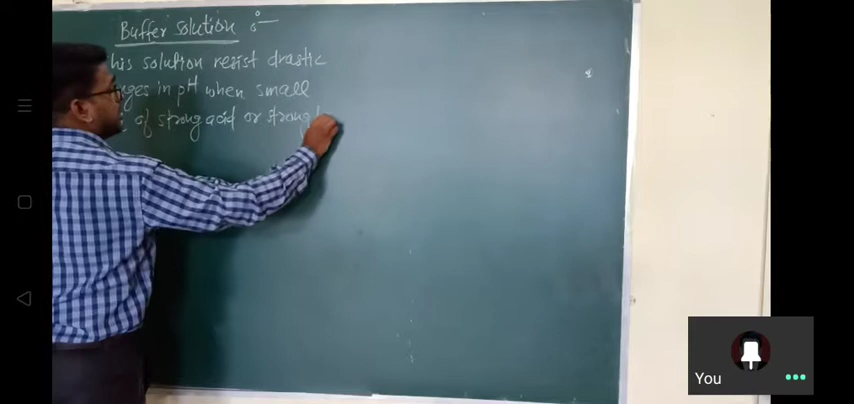 Buffer solution :-
his solution resist drastic
ges in pH when small
of strong acid or strong
You